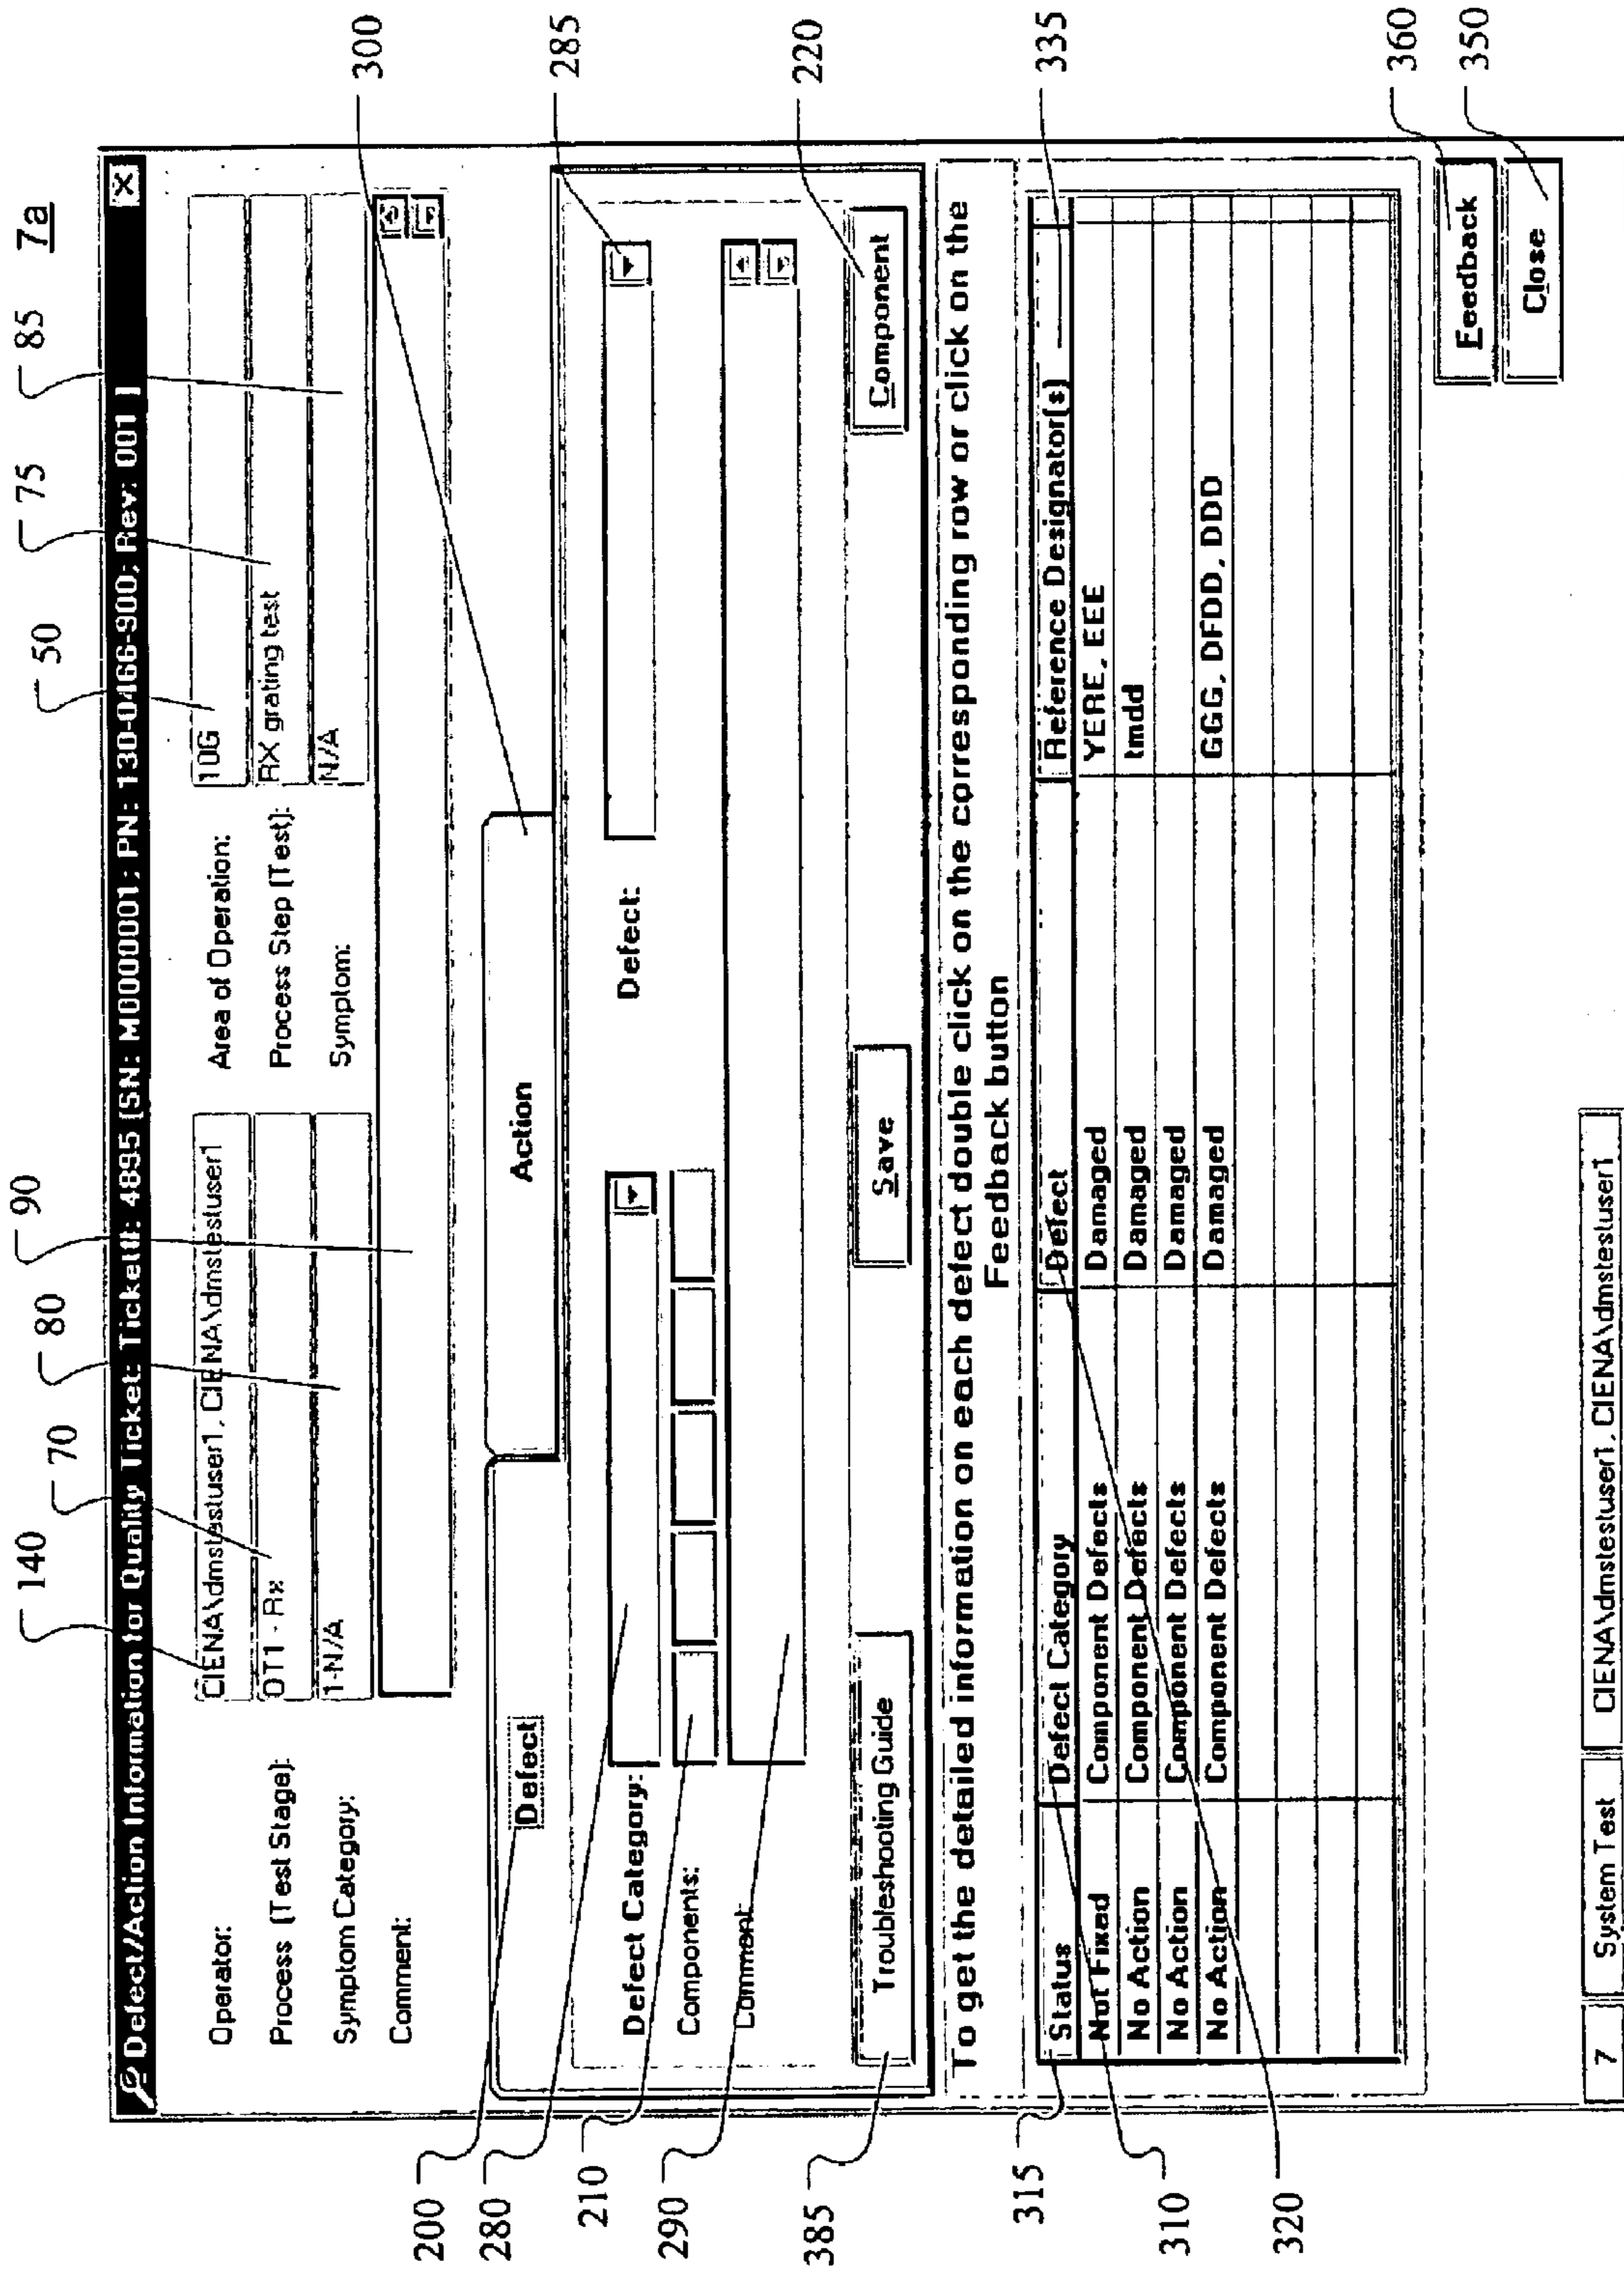 140
70
80
90
50
75
85
7a
Defect/Action Information for Quality Ticket: Ticket#: 4895 [SN: M0000001; PN: 130-0466-900; Rev: 001 ]
Operator:
CIENA\dmstestuser1, CIENA\dmstestuser1
Area of Operation:
10G
Process (Test Stage):
OT1 - Rx
Process Step (Test):
RX grating test
Symptom Category:
1-N/A
Symptom:
N/A
Comment:
300
Defect
Action
200
285
Defect Category:
Defect:
280
Components:
210
Comment:
290
220
Troubleshooting Guide
Save
Component
385
To get the detailed information on each defect double click on the corresponding row or click on the
Feedback button
Status
Defect Category
Defect
Reference Designator(s)
315
335
Not Fixed
Component Defects
Damaged
YERE, EEE
No Action
Component Defects
Damaged
tmdd
No Action
Component Defects
Damaged
No Action
Component Defects
Damaged
GGG, DFDD, DDD
310
320
Feedback
360
Close
350
7
System Test
CIENA\dmstestuser1, CIENA\dmstestuser1